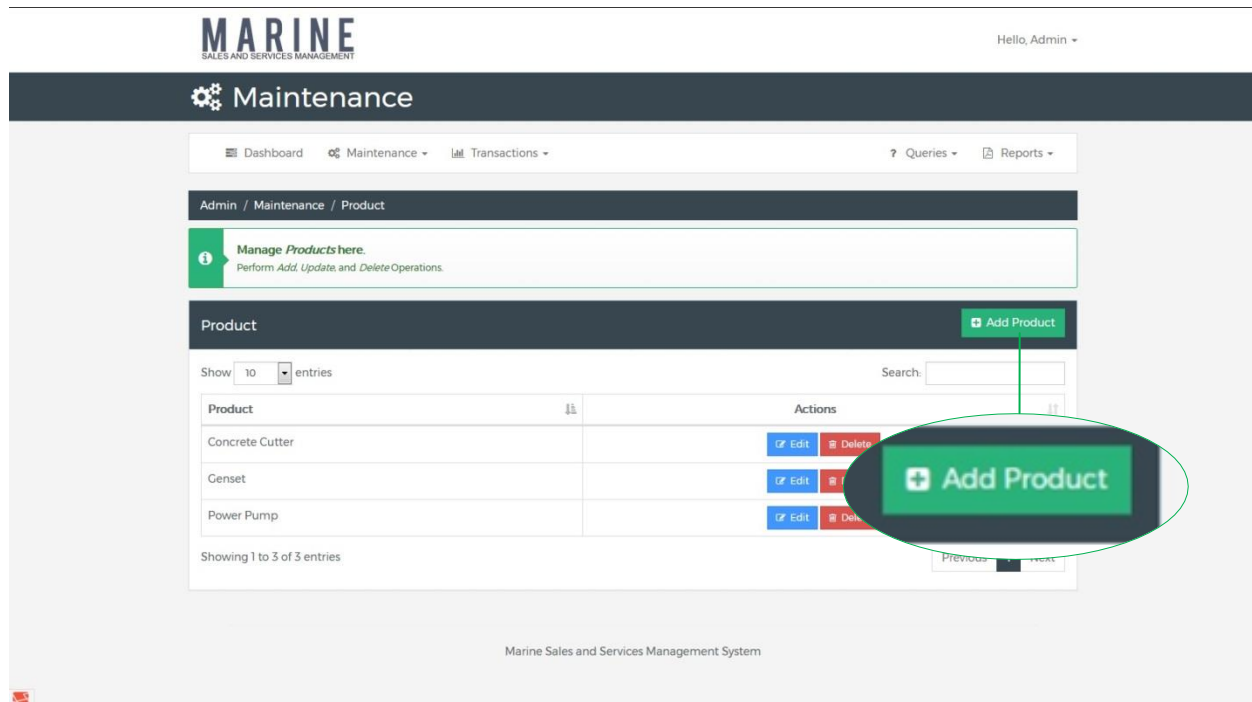 MARINE
SALES AND SERVICES MANAGEMENT
Hello, Admin
Maintenance
Dashboard Maintenance Transactions ? Queries Reports
Admin / Maintenance / Product
Manage Products here.
Perform Add, Update, and Delete Operations.
Product Add Product
Show 10 entries Search:
Product Actions
Concrete Cutter Edit Delete
Genset Edit
Power Pump Edit
Add Product
Showing 1 to 3 of 3 entries Previous Next
Marine Sales and Services Management System